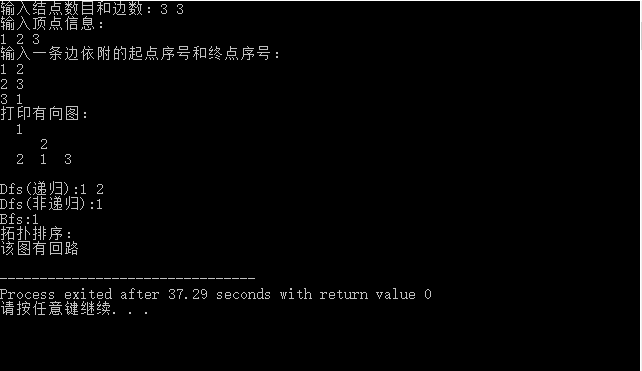 输入结点数目和边数：3 3
输入顶点信息：
1 2 3
输入一条边依附的起点序号和终点序号：
1 2
2 3
3 1
打印有向图：
1
2
2 1 3
Dfs(递归):1 2
Dfs(非递归):1
Bfs:1
拓扑排序：
该图有回路
--------------------------------
Process exited after 37.29 seconds with return value 0
请按任意键继续. . .